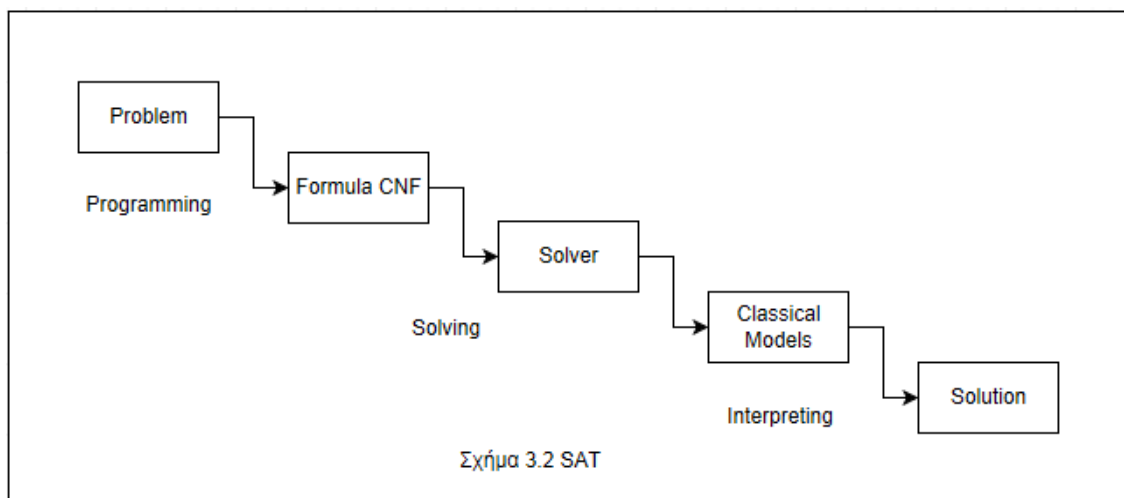 Problem
Programming
Formula CNF
Solver
Solving
Classical
Models
Interpreting
Solution
Σχήμα 3.2 SAT